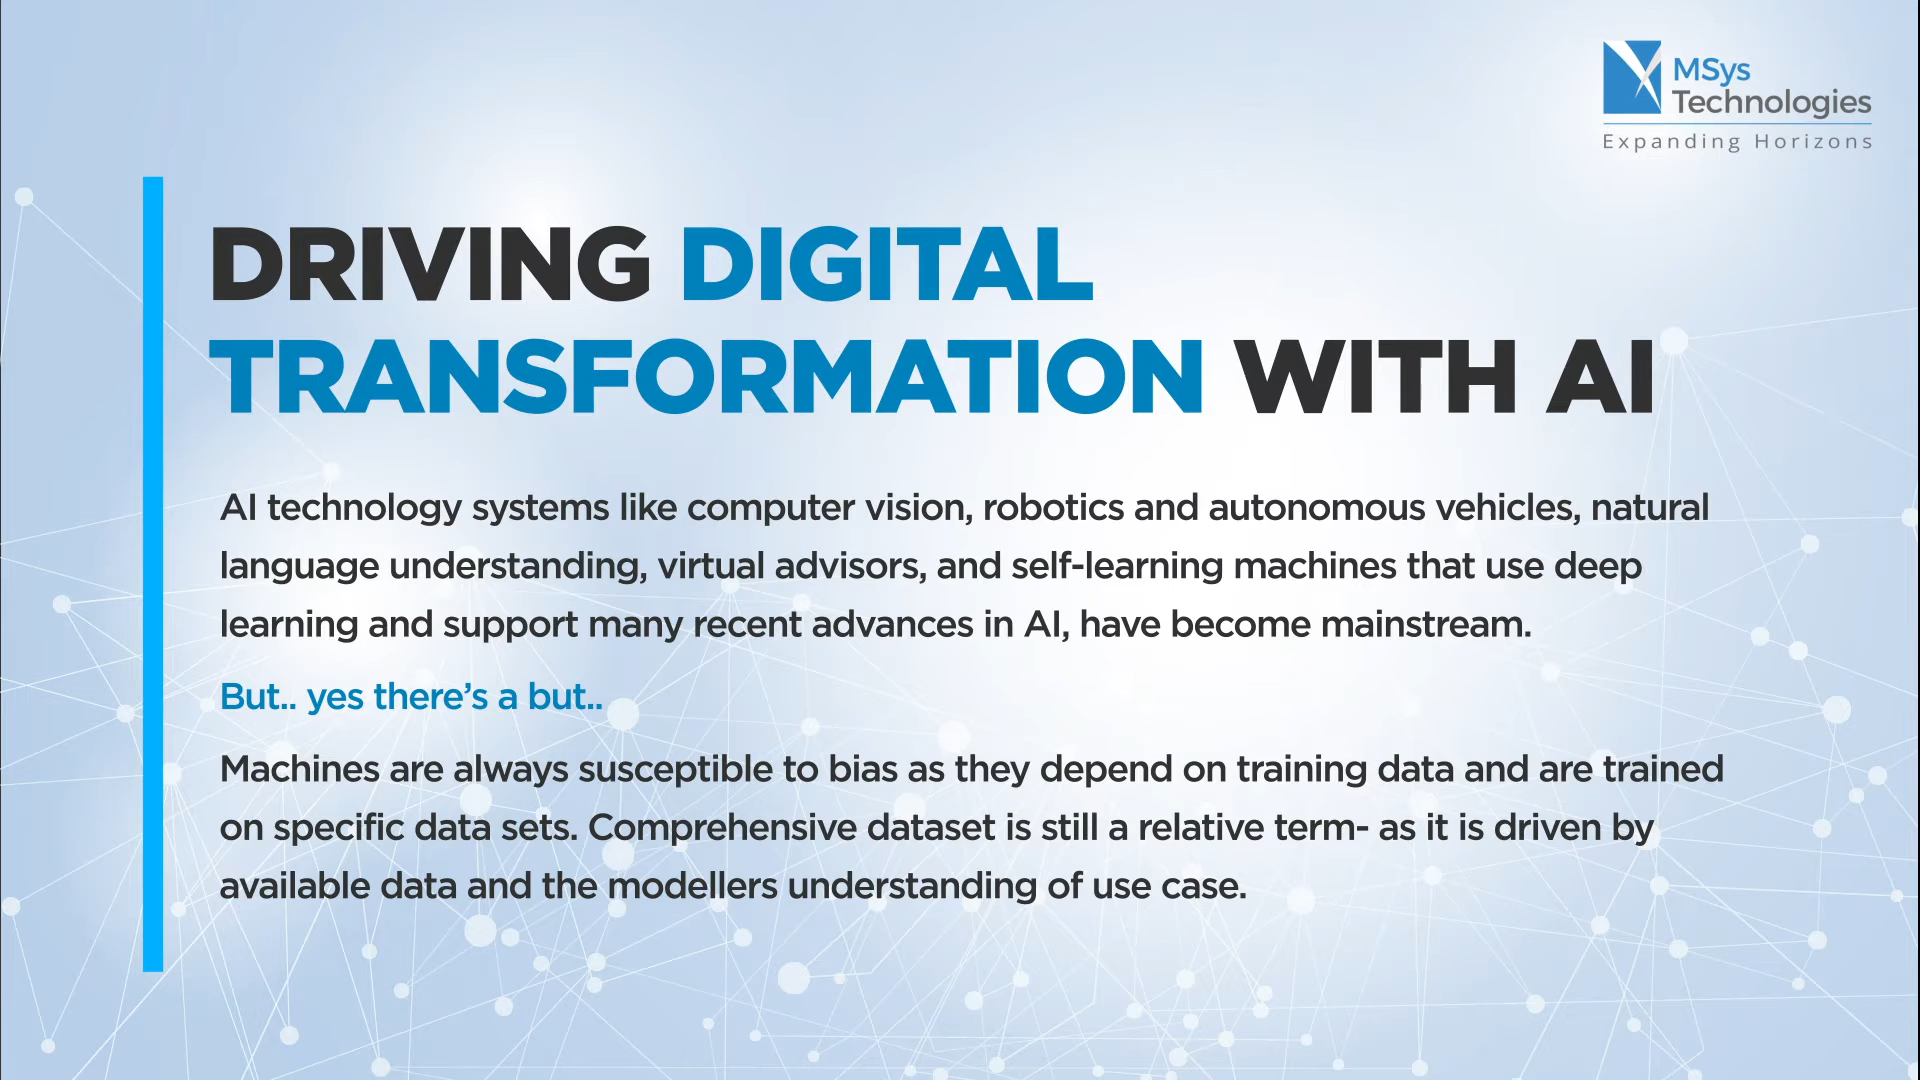 MSys
Technologies
Expanding Horizons
DRIVING DIGITAL
TRANSFORMATION WITH AI
AI technology systems like computer vision, robotics and autonomous vehicles, natural
language understanding, virtual advisors, and self-learning machines that use deep
learning and support many recent advances in AI, have become mainstream.
But.. yes there’s a but..
Machines are always susceptible to bias as they depend on training data and are trained
on specific data sets. Comprehensive dataset is still a relative term- as it is driven by
available data and the modellers understanding of use case.